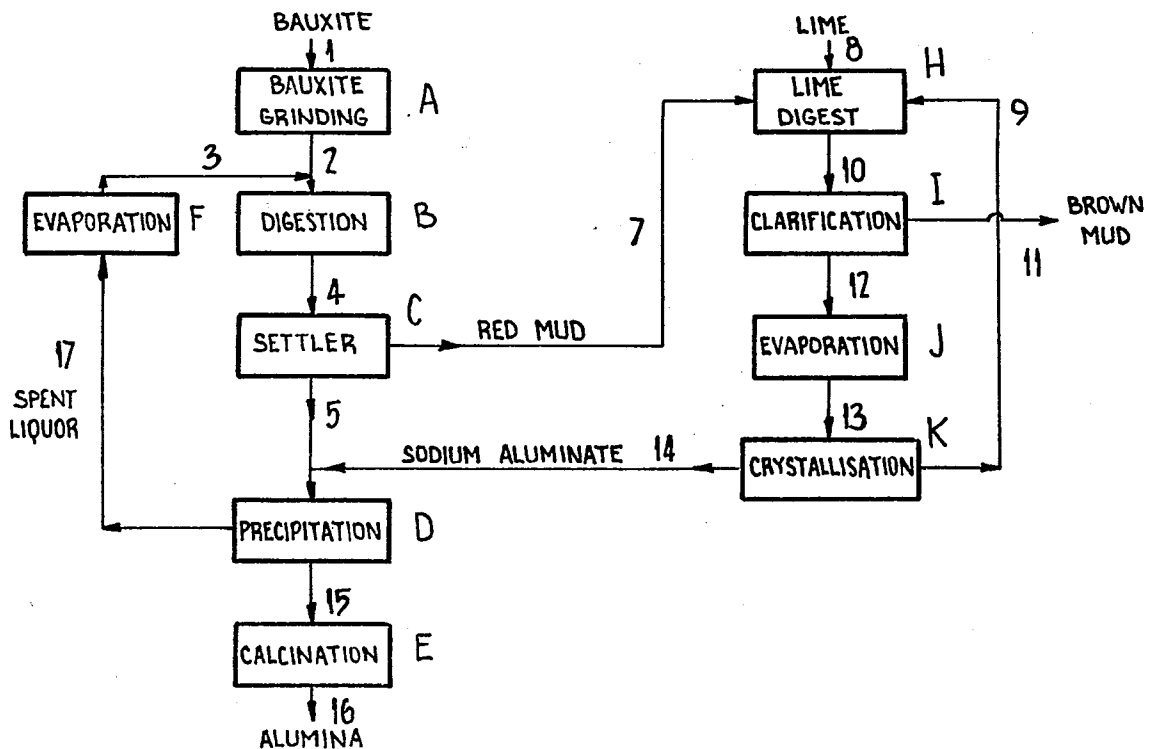 BAUXITE
1
BAUXITE
GRINDING
A
2
3
EVAPORATION
F
DIGESTION
B
4
C
SETTLER
RED MUD
7
17
SPENT
LIQUOR
5
SODIUM ALUMINATE 14
PRECIPITATION
D
15
CALCINATION
E
16
ALUMINA
LIME
8
H
LIME
DIGEST
9
10
I
CLARIFICATION
BROWN
MUD
11
12
EVAPORATION
J
13
K
CRYSTALLISATION